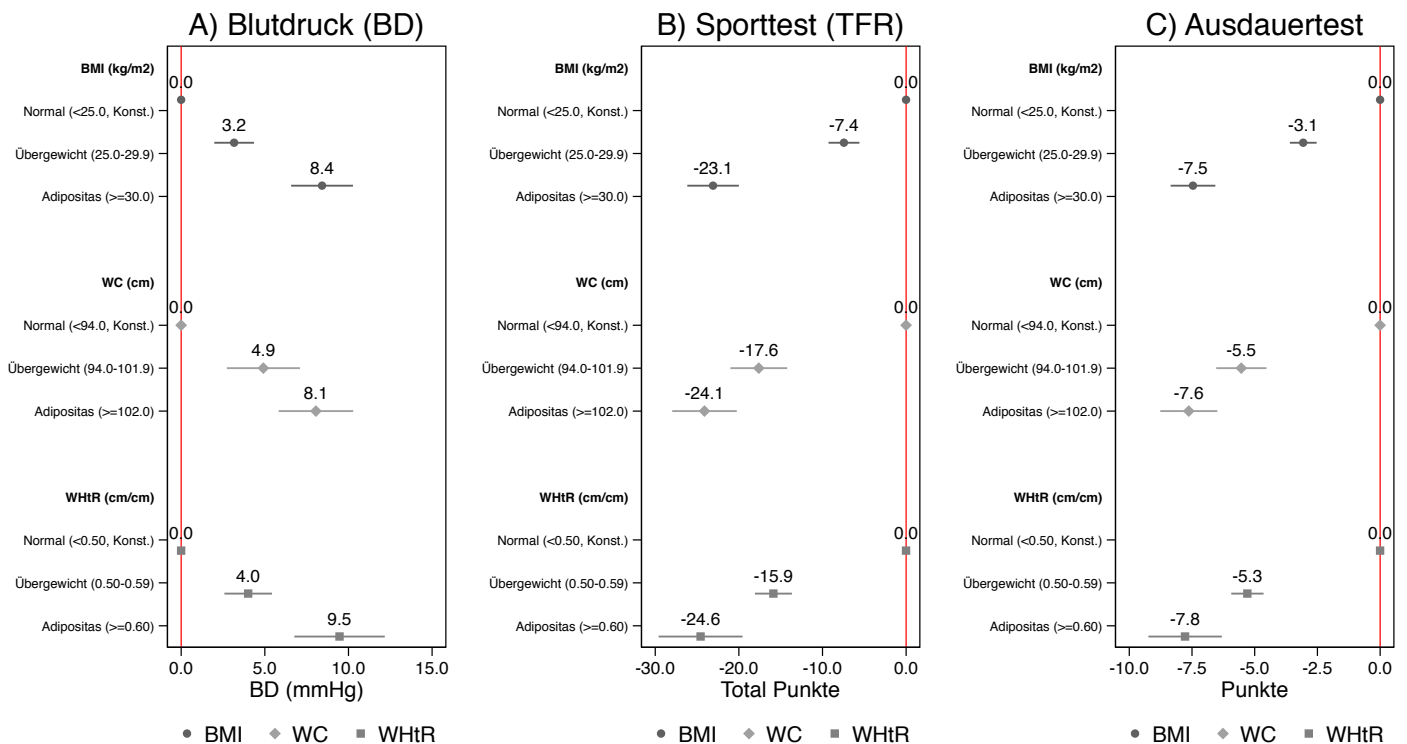 A) Blutdruck (BD)
BMI (kg/m2)
0.0
Normal (<25.0, Konst.)
3.2
Übergewicht (25.0-29.9)
8.4
Adipositas (>=30.0)
WC (cm)
0.0
Normal (<94.0, Konst.)
4.9
Übergewicht (94.0-101.9)
8.1
Adipositas (>=102.0)
WHtR (cm/cm)
0.0
Normal (<0.50, Konst.)
4.0
Übergewicht (0.50-0.59)
9.5
Adipositas (>=0.60)
0.0 5.0 10.0 15.0
BD (mmHg)
BMI WC WHtR
B) Sporttest (TFR)
BMI (kg/m2)
0.0
Normal (<25.0, Konst.)
-7.4
Übergewicht (25.0-29.9)
-23.1
Adipositas (>=30.0)
WC (cm)
0.0
Normal (<94.0, Konst.)
-17.6
Übergewicht (94.0-101.9)
-24.1
Adipositas (>=102.0)
WHtR (cm/cm)
0.0
Normal (<0.50, Konst.)
-15.9
Übergewicht (0.50-0.59)
-24.6
Adipositas (>=0.60)
-30.0 -20.0 -10.0 0.0
Total Punkte
BMI WC WHtR
C) Ausdauertest
BMI (kg/m2)
0.0
Normal (<25.0, Konst.)
-3.1
Übergewicht (25.0-29.9)
-7.5
Adipositas (>=30.0)
WC (cm)
0.0
Normal (<94.0, Konst.)
-5.5
Übergewicht (94.0-101.9)
-7.6
Adipositas (>=102.0)
WHtR (cm/cm)
0.0
Normal (<0.50, Konst.)
-5.3
Übergewicht (0.50-0.59)
-7.8
Adipositas (>=0.60)
-10.0 -7.5 -5.0 -2.5 0.0
Punkte
BMI WC WHtR